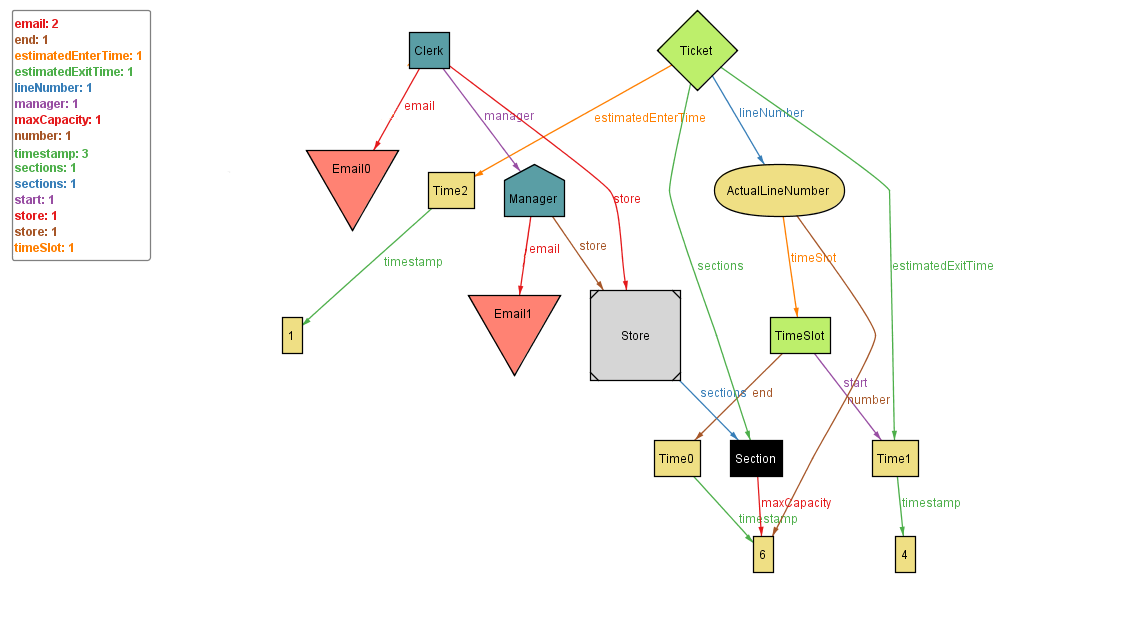 email: 2
end: 1
estimatedEnterTime: 1
estimatedExitTime: 1
lineNumber: 1
manager: 1
maxCapacity: 1
number: 1
timestamp: 3
sections: 1
sections: 1
start: 1
store: 1
store: 1
timeSlot: 1
Clerk
Ticket
email
manager
estimatedEnterTime
lineNumber
Email0
Time2
Manager
ActualLineNumber
store
email
store
timestamp
sections
timeSlot
estimatedExitTime
Email1
1
Store
TimeSlot
sections
end
start
number
Time0
Section
Time1
maxCapacity
timestamp
timestamp
6
4